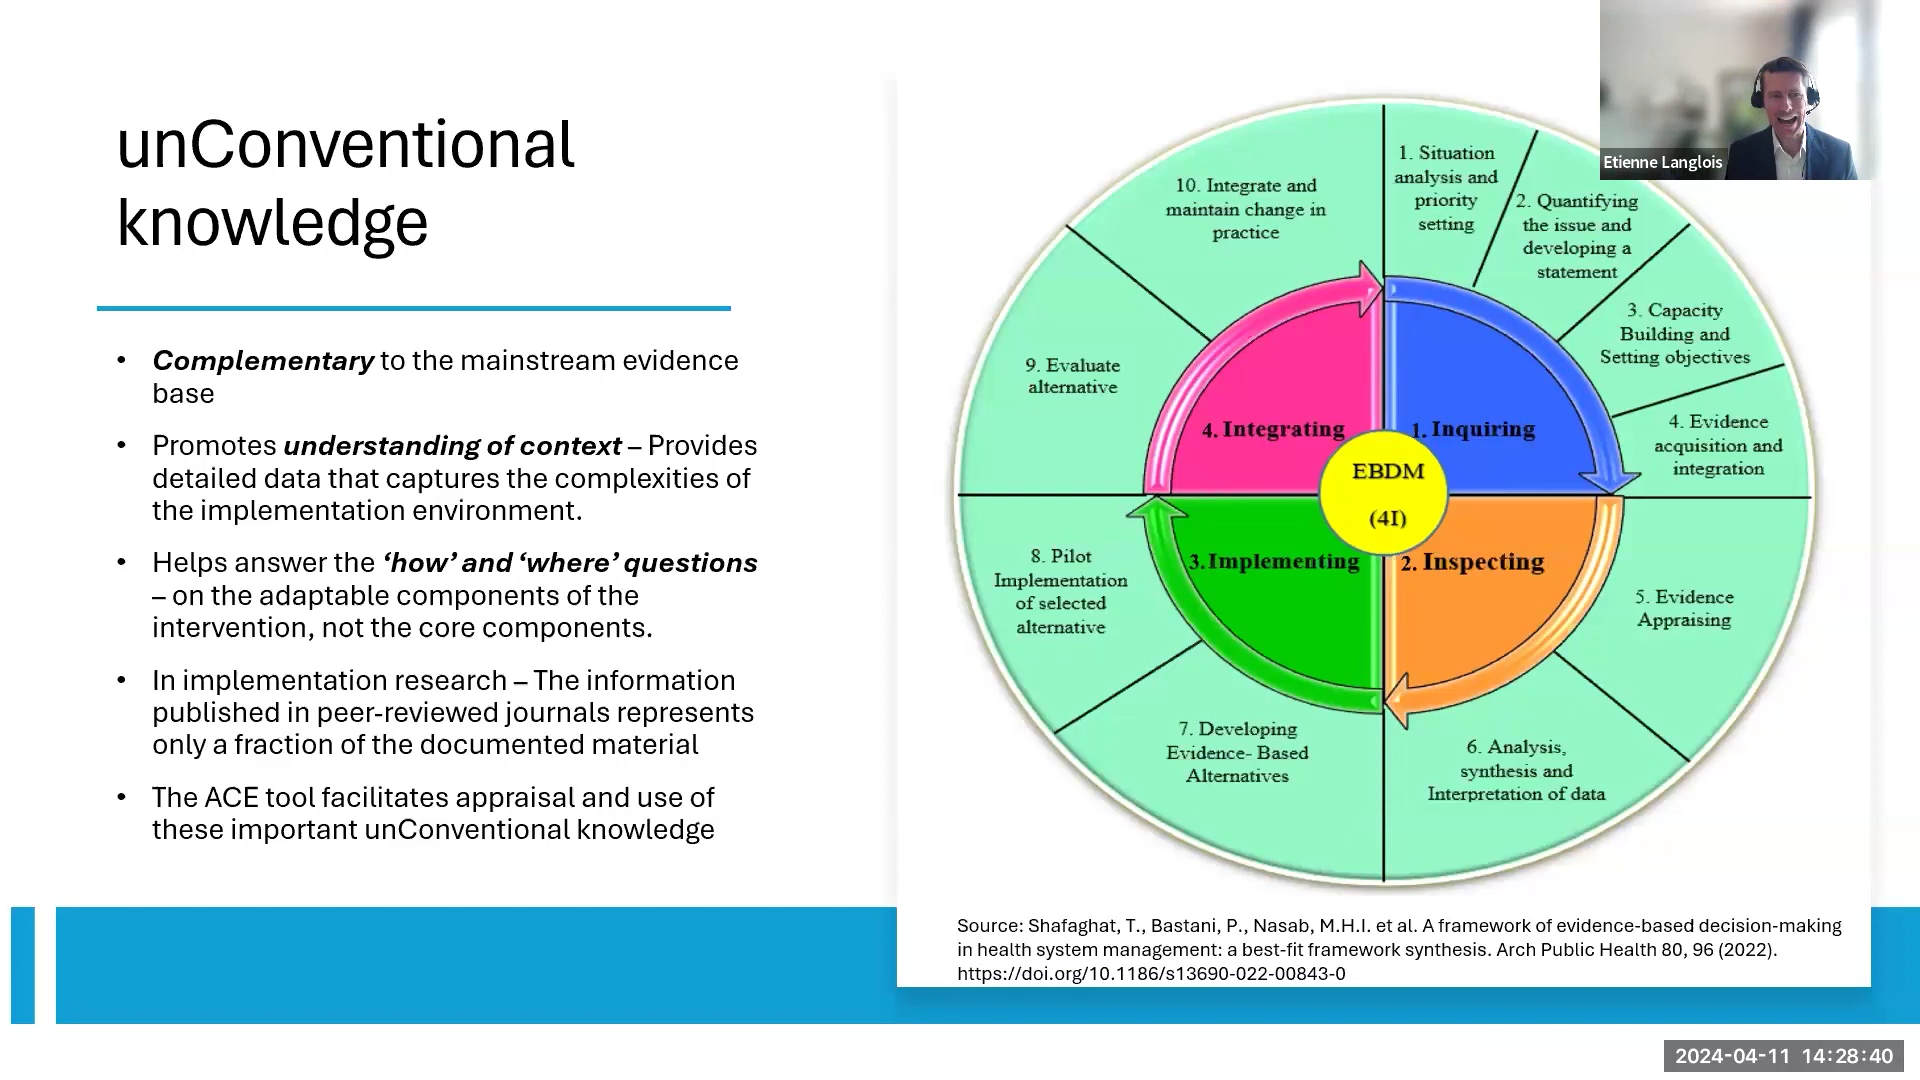 unConventional
knowledge
• Complementary to the mainstream evidence
base
• Promotes understanding of context – Provides
detailed data that captures the complexities of
the implementation environment.
• Helps answer the ‘how’ and ‘where’ questions
– on the adaptable components of the
intervention, not the core components.
• In implementation research – The information
published in peer-reviewed journals represents
only a fraction of the documented material
• The ACE tool facilitates appraisal and use of
these important unConventional knowledge
1. Situation
analysis and
priority
setting
2. Quantifying
the issue and
developing a
statement
3. Capacity
Building and
Setting objectives
4. Evidence
acquisition and
integration
5. Evidence
Appraising
6. Analysis,
synthesis and
Interpretation of data
7. Developing
Evidence- Based
Alternatives
8. Pilot
Implementation
of selected
alternative
9. Evaluate
alternative
10. Integrate and
maintain change in
practice
1. Inquiring
2. Inspecting
3. Implementing
4. Integrating
EBDM
(4I)
Source: Shafaghat, T., Bastani, P., Nasab, M.H.I. et al. A framework of evidence-based decision-making
in health system management: a best-fit framework synthesis. Arch Public Health 80, 96 (2022).
https://doi.org/10.1186/s13690-022-00843-0
Etienne Langlois
2024-04-11 14:28:40